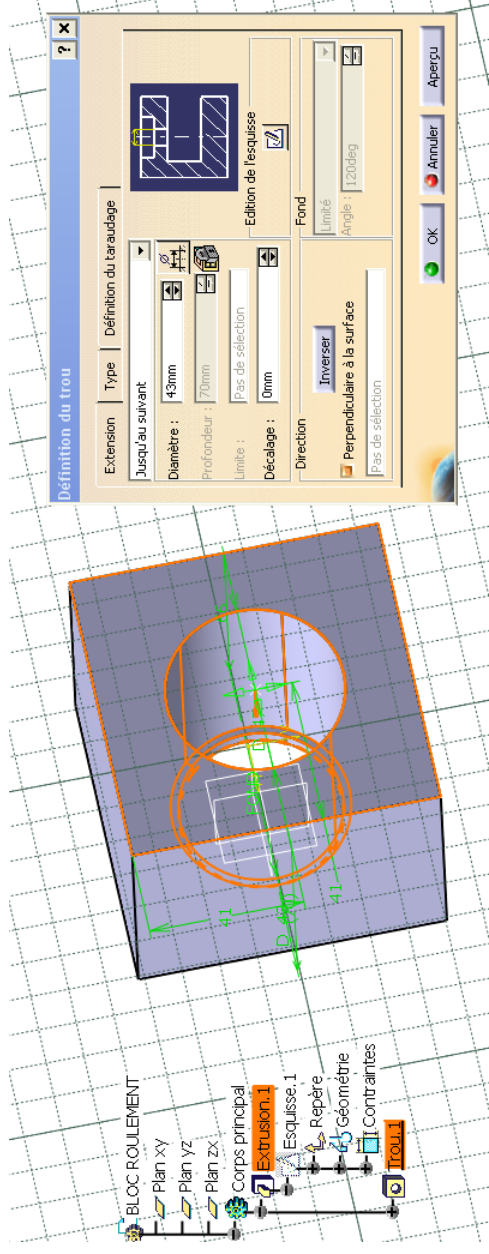 BLOC ROULEMENT
Plan xy
Plan yz
Plan zx
Corps principal
Extrusion.1
Esquisse.1
Repère
Géométrie
Contraintes
Trou.1
41
41
D
Définition du trou
? X
Extension Type Définition du taraudage
Jusqu'au suivant
Diamètre : 43mm
Profondeur : 70mm
Limite : Pas de sélection
Décalage : 0mm
Edition de l'esquisse
Direction
Inverser
Perpendiculaire à la surface
Pas de sélection
Fond
Limité
Angle : 120deg
OK Annuler Aperçu